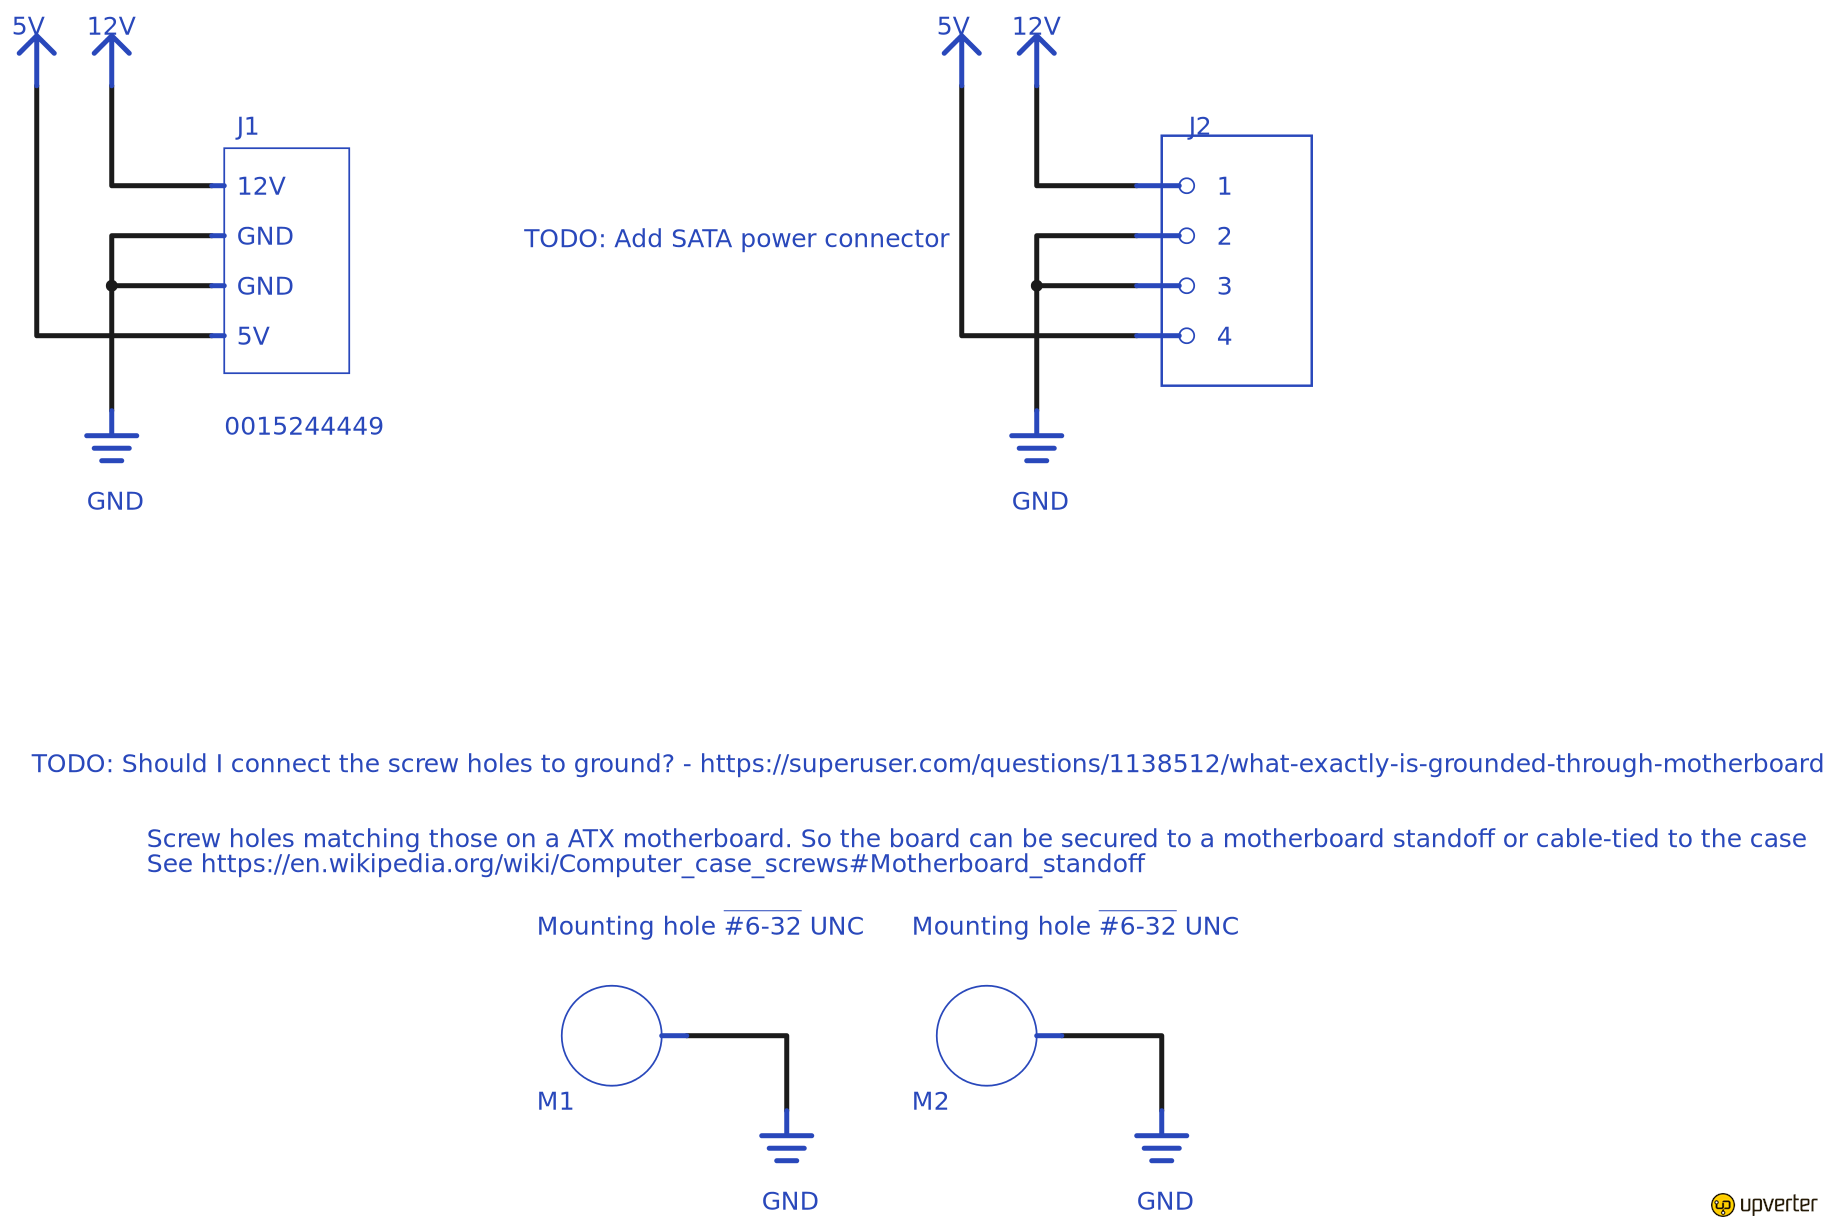 5V 12V
J1
12V
GND
GND
5V
0015244449
GND
TODO: Add SATA power connector
5V 12V
J2
1
2
3
4
GND
TODO: Should I connect the screw holes to ground? - https://superuser.com/questions/1138512/what-exactly-is-grounded-through-motherboard
Screw holes matching those on a ATX motherboard. So the board can be secured to a motherboard standoff or cable-tied to the case
See https://en.wikipedia.org/wiki/Computer_case_screws#Motherboard_standoff
Mounting hole #6-32 UNC
Mounting hole #6-32 UNC
M1
M2
GND
GND
upverter